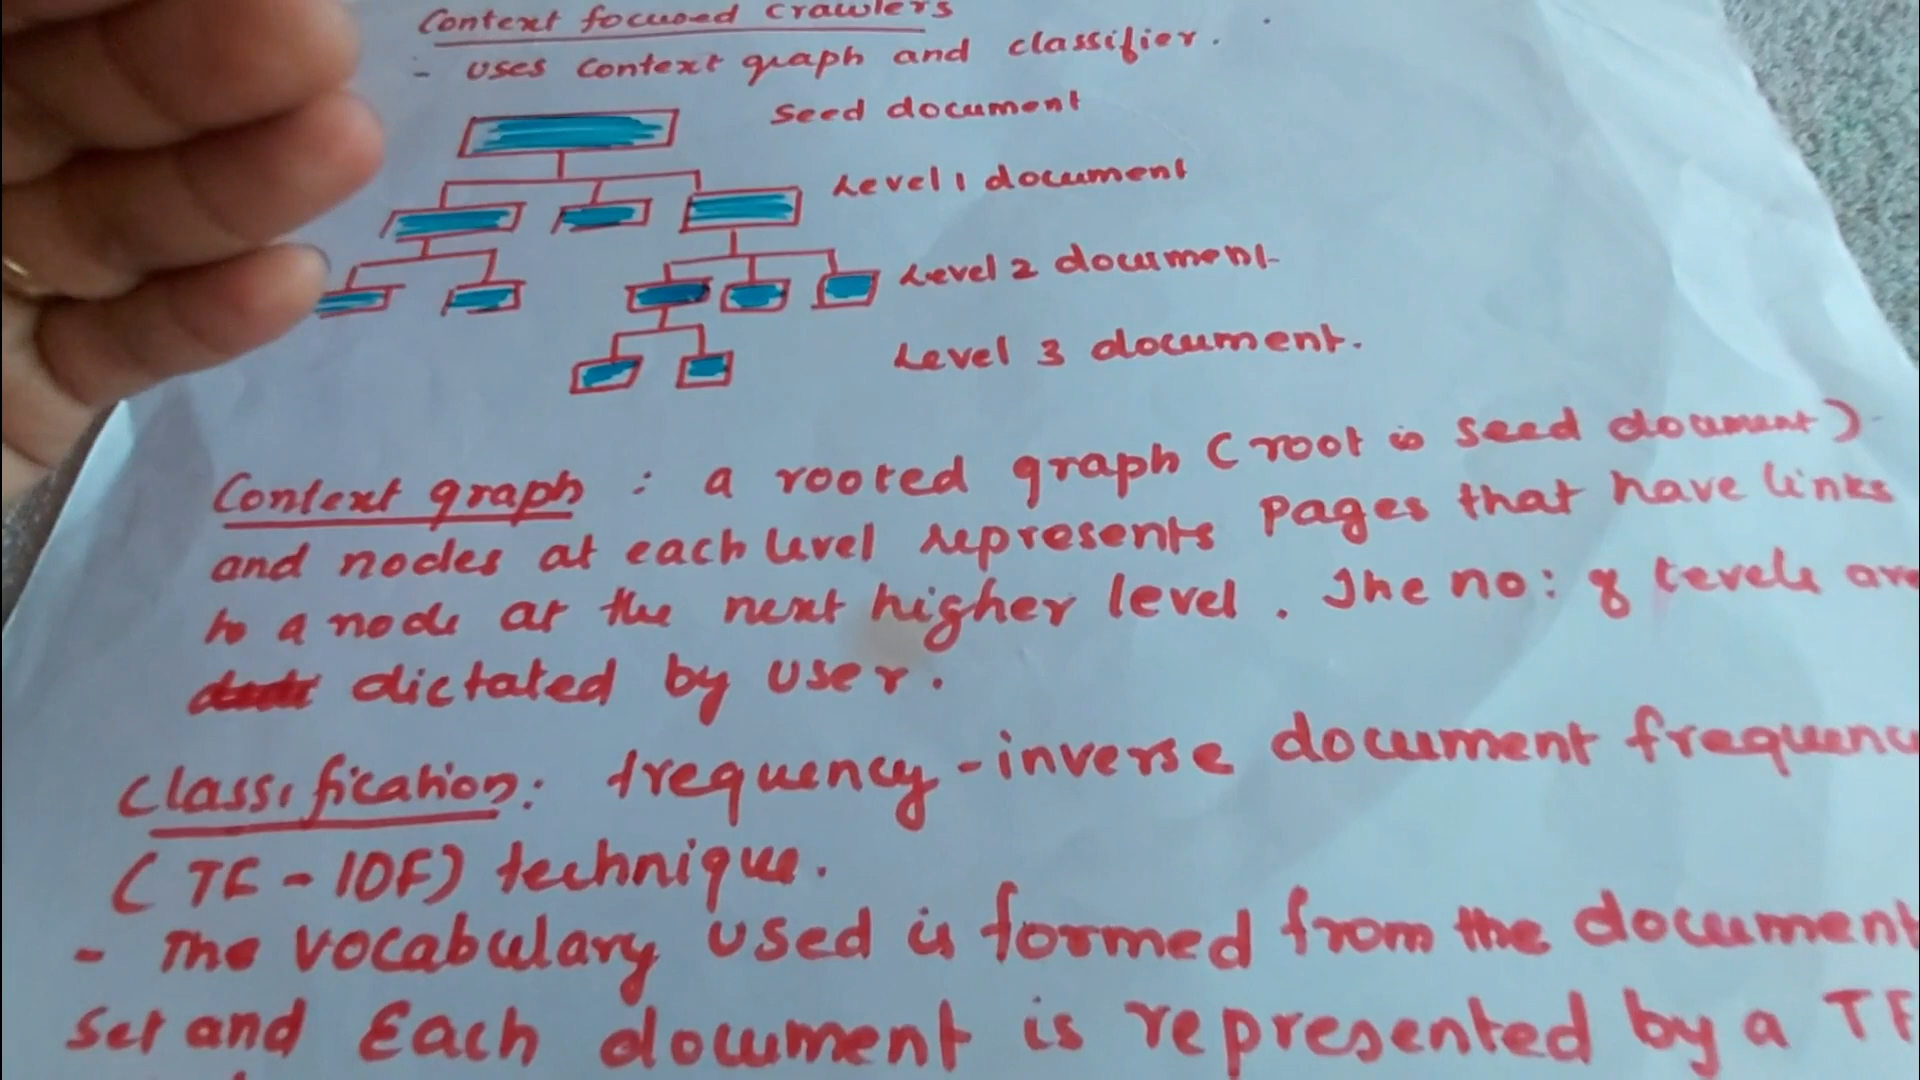 Context focused crawlers
- uses context graph and classifier.
Seed document
Level 1 document
Level 2 document
Level 3 document.
Context graph : a rooted graph (root is seed document)
and nodes at each level represents pages that have links
to a node at the next higher level. The no: of levels are
dictated by user.
Classification: frequency-inverse document frequenc
(TF-IDF) technique.
- The vocabulary used is formed from the document
set and Each document is represented by a TF